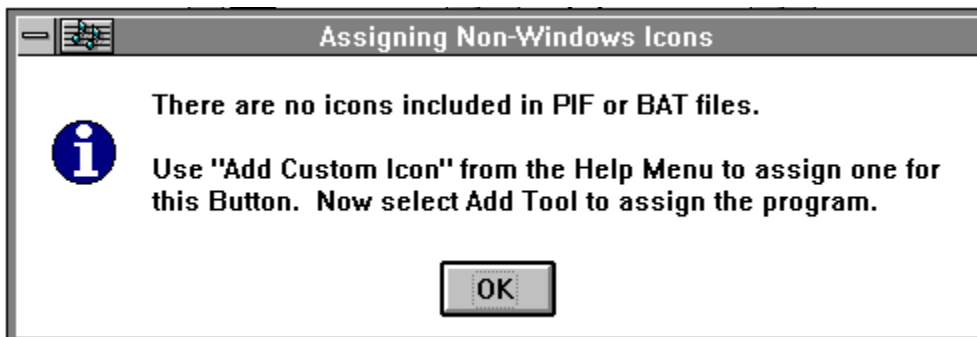 Assigning Non-Windows Icons
There are no icons included in PIF or BAT files.
Use "Add Custom Icon" from the Help Menu to assign one for
this Button.  Now select Add Tool to assign the program.
OK